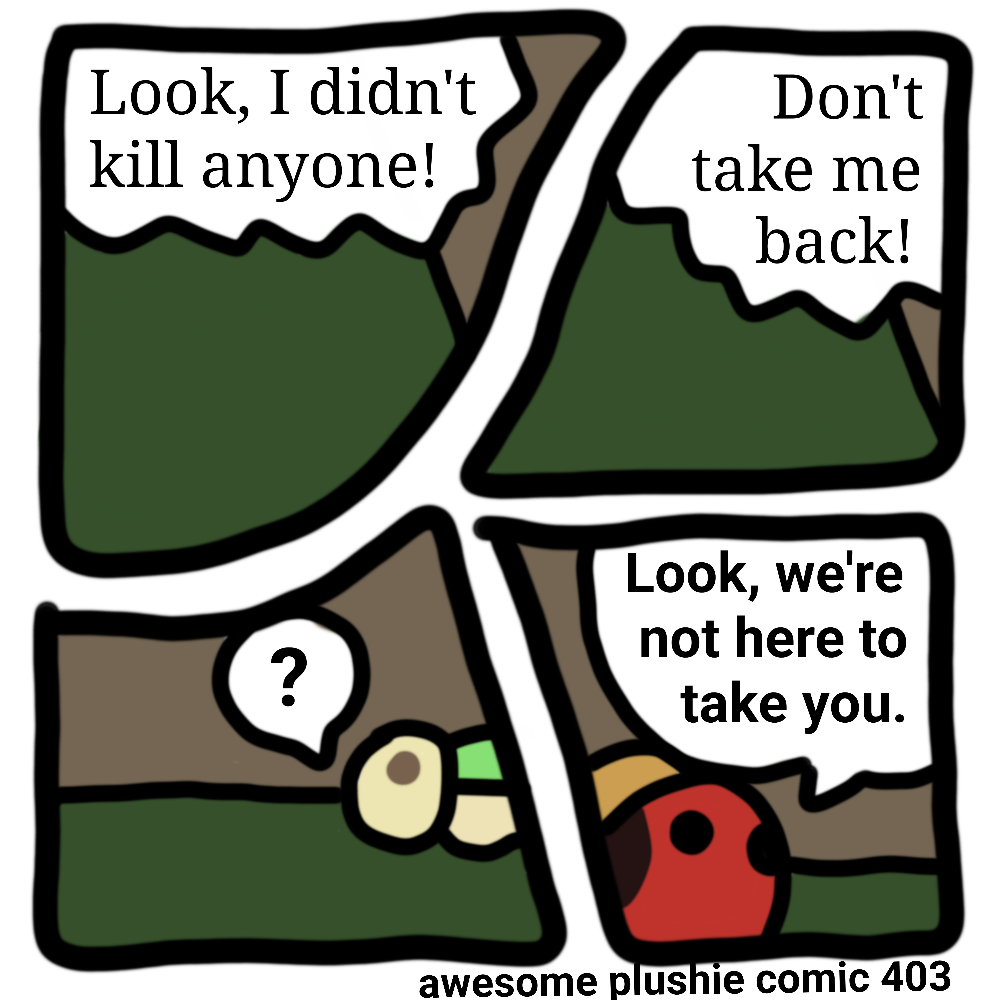 Look, I didn't
kill anyone!
Don't
take me
back!
?
Look, we're
not here to
take you.
awesome plushie comic 403